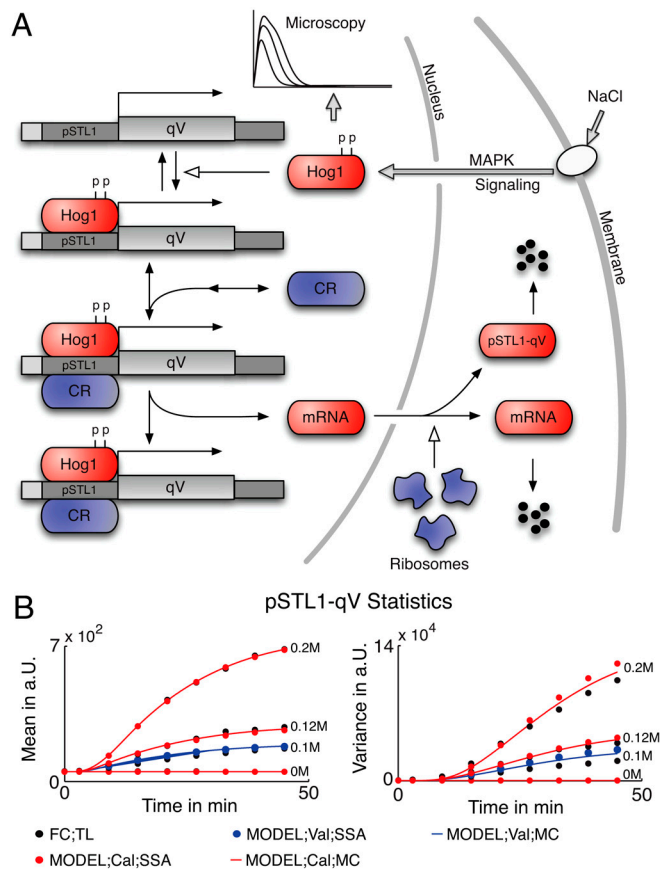 A
Microscopy
Nucleus
NaCl
pSTL1
qV
p p
Hog1
MAPK
Signaling
Membrane
p p
Hog1
pSTL1
qV
CR
p p
Hog1
pSTL1
qV
CR
pSTL1-qV
mRNA
mRNA
p p
Hog1
pSTL1
qV
CR
Ribosomes
B
pSTL1-qV Statistics
7 x 10²
Mean in a.U.
0.2M
0.12M
0.1M
0M
0
50
Time in min
14 x 10⁴
Variance in a.U.
0.2M
0.12M
0.1M
0M
0
50
Time in min
FC;TL
MODEL;Val;SSA
MODEL;Val;MC
MODEL;Cal;SSA
MODEL;Cal;MC